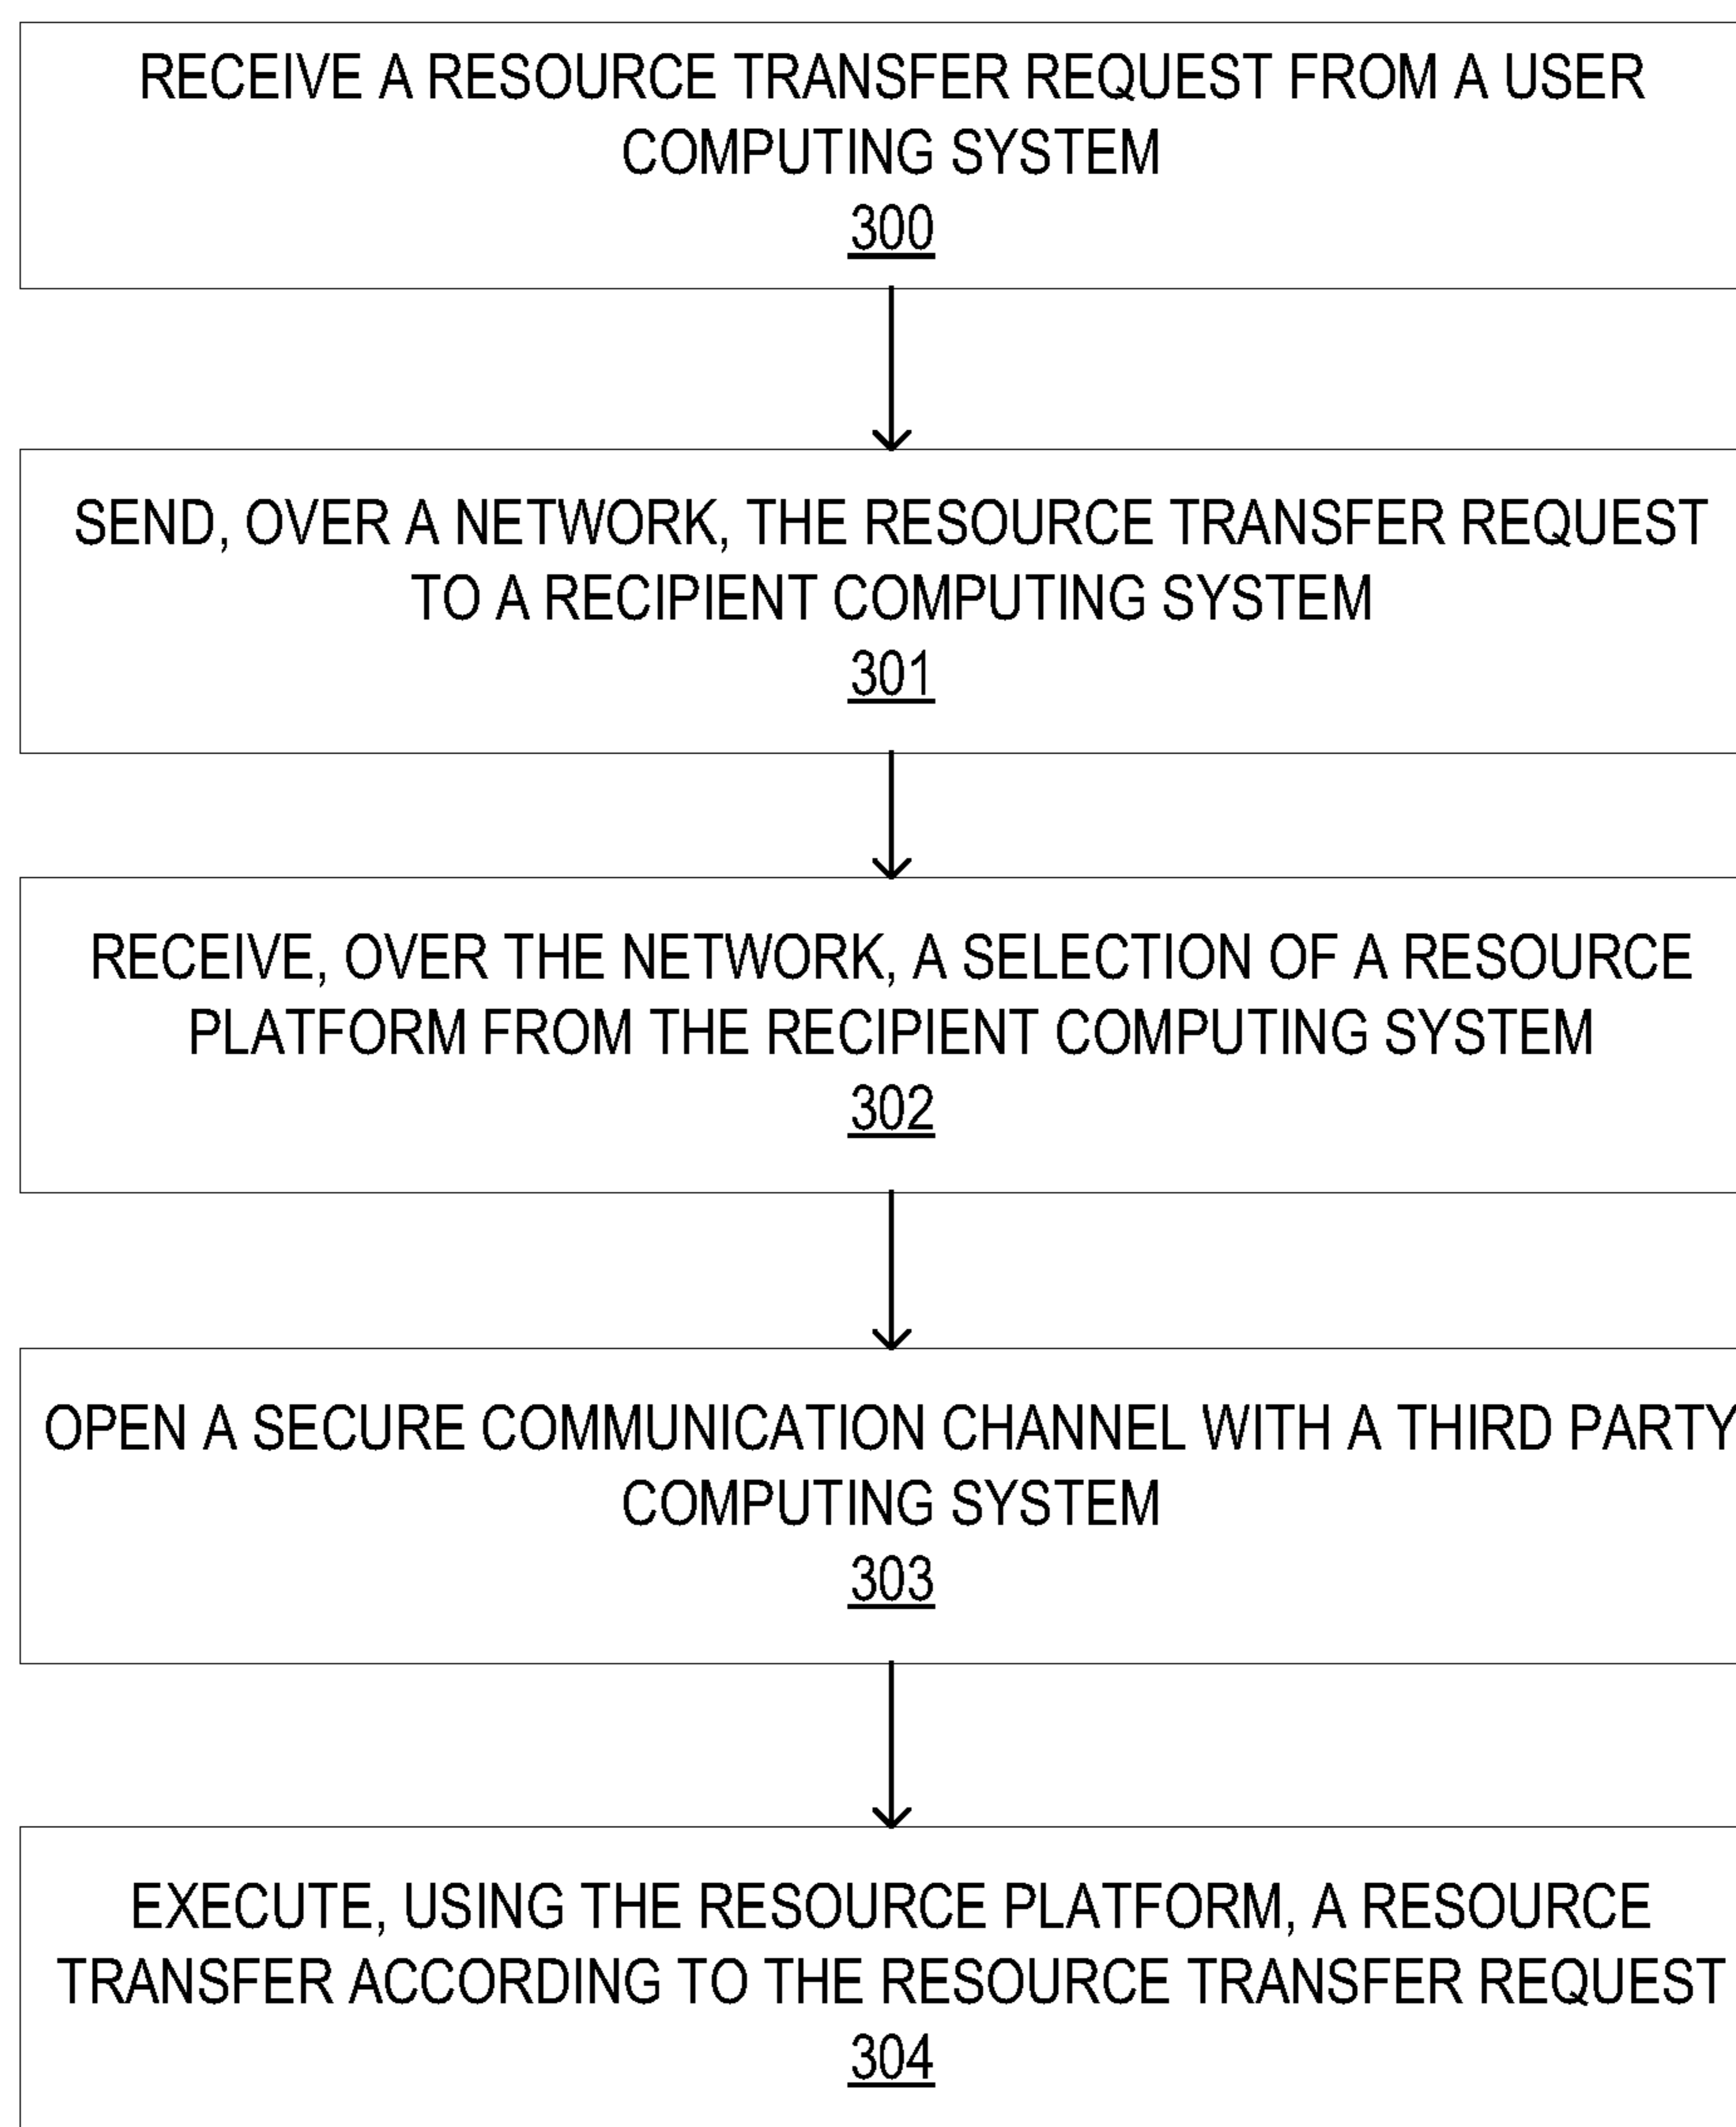 RECEIVE A RESOURCE TRANSFER REQUEST FROM A USER
COMPUTING SYSTEM
300
SEND, OVER A NETWORK, THE RESOURCE TRANSFER REQUEST
TO A RECIPIENT COMPUTING SYSTEM
301
RECEIVE, OVER THE NETWORK, A SELECTION OF A RESOURCE
PLATFORM FROM THE RECIPIENT COMPUTING SYSTEM
302
OPEN A SECURE COMMUNICATION CHANNEL WITH A THIRD PARTY
COMPUTING SYSTEM
303
EXECUTE, USING THE RESOURCE PLATFORM, A RESOURCE
TRANSFER ACCORDING TO THE RESOURCE TRANSFER REQUEST
304